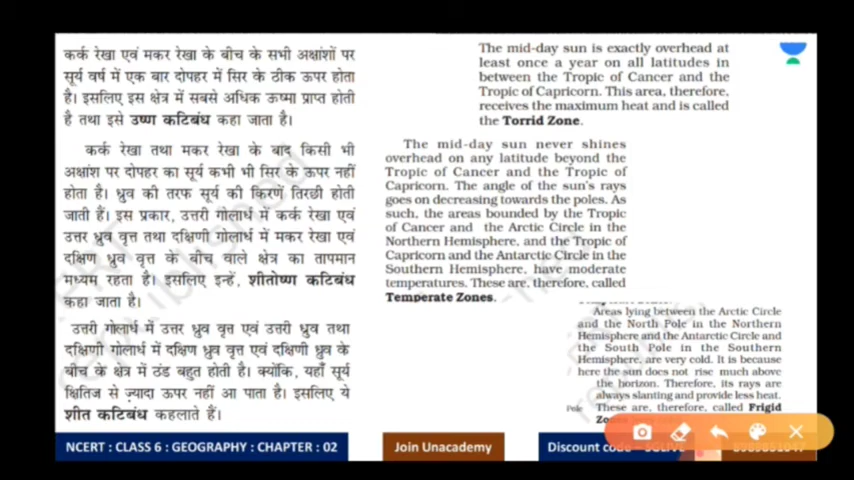 कर्क रेखा एवं मकर रेखा के बीच के सभी अक्षांशों पर
सूर्य वर्ष में एक बार दोपहर में सिर के ठीक ऊपर होता
है। इसलिए इस क्षेत्र में सबसे अधिक ऊष्मा प्राप्त होती
है तथा इसे उष्ण कटिबंध कहा जाता है।
कर्क रेखा तथा मकर रेखा के बाद किसी भी
अक्षांश पर दोपहर का सूर्य कभी भी सिर के ऊपर नहीं
होता है। ध्रुव की तरफ सूर्य की किरणें तिरछी होती
जाती हैं। इस प्रकार, उत्तरी गोलार्ध में कर्क रेखा एवं
उत्तर ध्रुव वृत्त तथा दक्षिणी गोलार्ध में मकर रेखा एवं
दक्षिण ध्रुव वृत्त के बीच वाले क्षेत्र का तापमान
मध्यम रहता है। इसलिए इन्हें, शीतोष्ण कटिबंध
कहा जाता है।
उत्तरी गोलार्ध में उत्तर ध्रुव वृत्त एवं उत्तरी ध्रुव तथा
दक्षिणी गोलार्ध में दक्षिण ध्रुव वृत्त एवं दक्षिणी ध्रुव के
बीच के क्षेत्र में ठंड बहुत होती है। क्योंकि, यहाँ सूर्य
क्षितिज से ज़्यादा ऊपर नहीं आ पाता है। इसलिए ये
शीत कटिबंध कहलाते हैं।
The mid-day sun is exactly overhead at
least once a year on all latitudes in
between the Tropic of Cancer and the
Tropic of Capricorn. This area, therefore,
receives the maximum heat and is called
the Torrid Zone.
The mid-day sun never shines
overhead on any latitude beyond the
Tropic of Cancer and the Tropic of
Capricorn. The angle of the sun's rays
goes on decreasing towards the poles. As
such, the areas bounded by the Tropic
of Cancer and the Arctic Circle in the
Northern Hemisphere, and the Tropic of
Capricorn and the Antarctic Circle in the
Southern Hemisphere, have moderate
temperatures. These are, therefore, called
Temperate Zones.
Areas lying between the Arctic Circle
and the North Pole in the Northern
Hemisphere and the Antarctic Circle and
the South Pole in the Southern
Hemisphere, are very cold. It is because
here the sun does not rise much above
the horizon. Therefore, its rays are
always slanting and provide less heat.
Pole These are, therefore, called Frigid
NCERT : CLASS 6 : GEOGRAPHY : CHAPTER : 02
Join Unacademy
Discount code